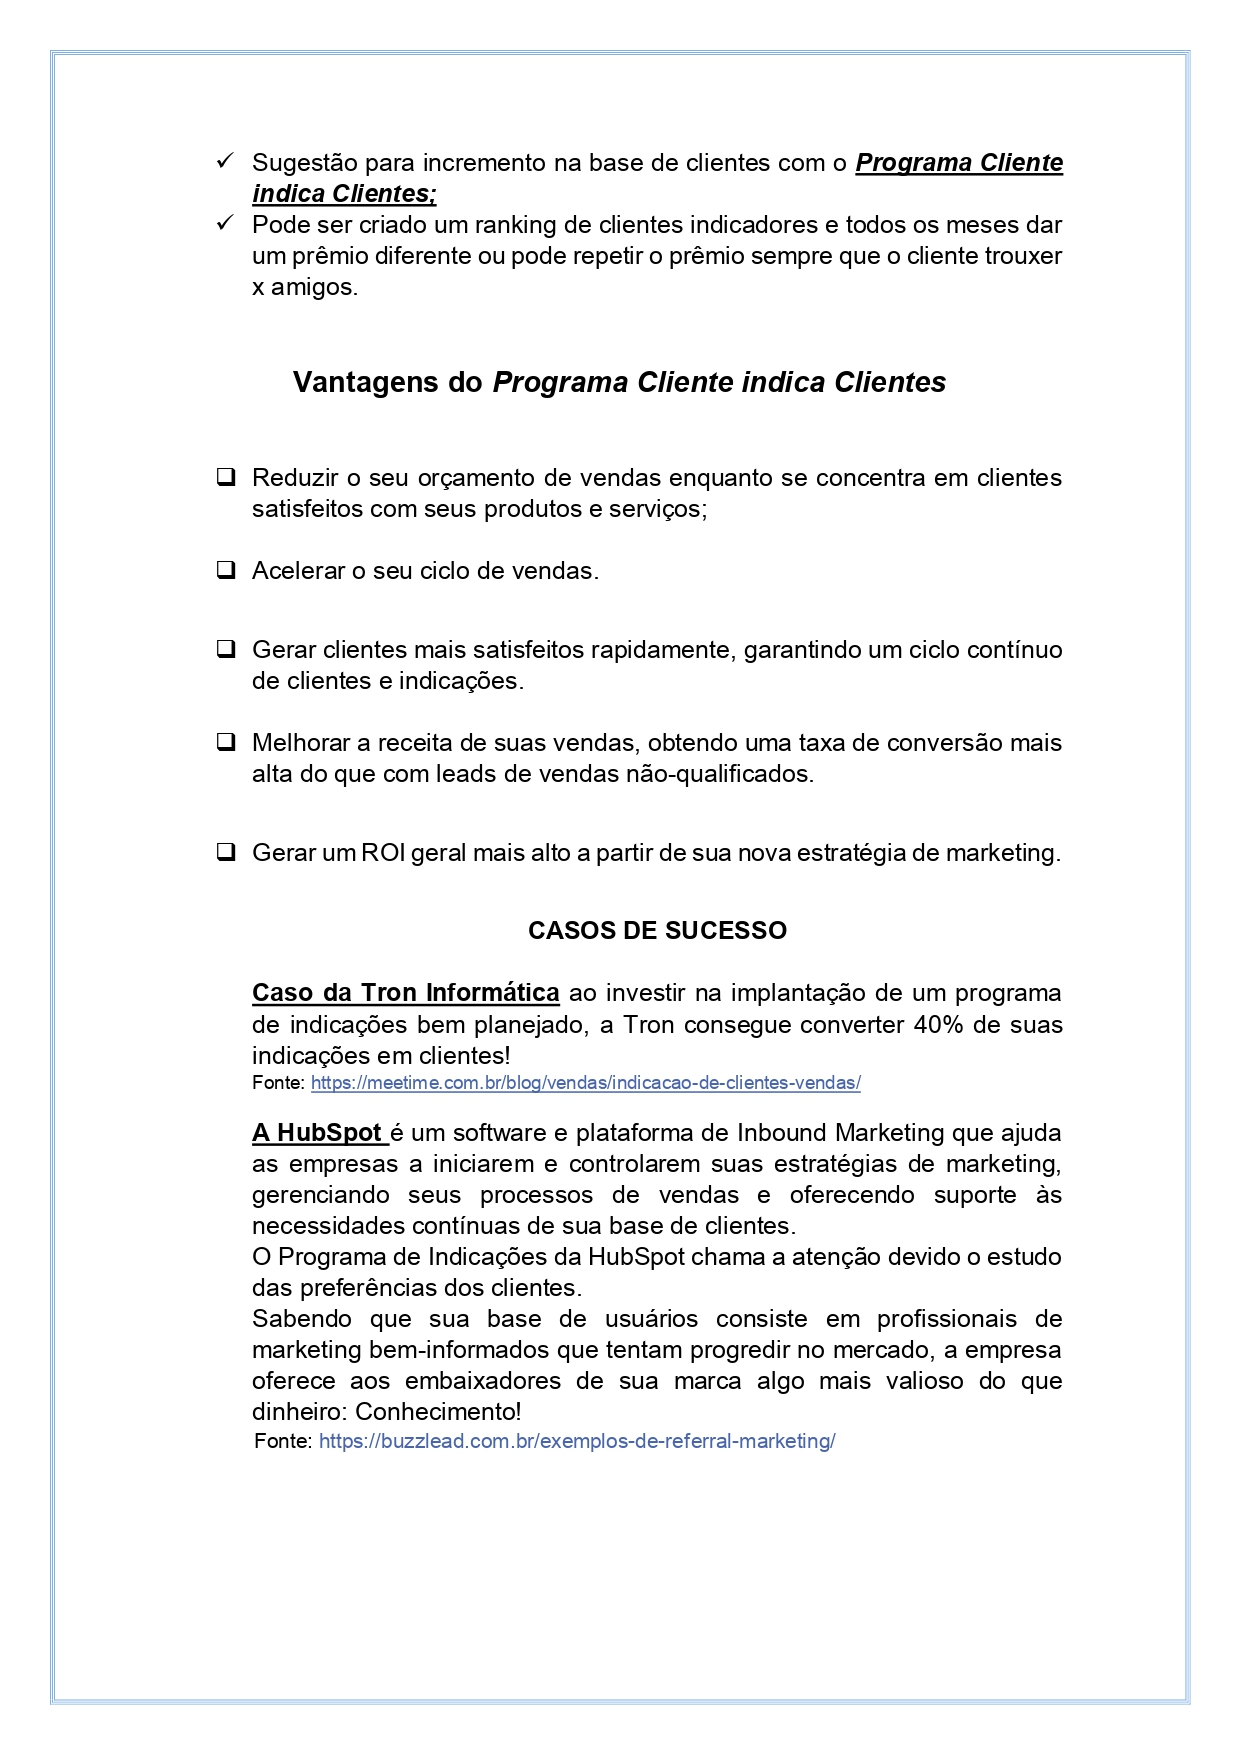 ✓ Sugestão para incremento na base de clientes com o Programa Cliente
indica Clientes;
✓ Pode ser criado um ranking de clientes indicadores e todos os meses dar
um prêmio diferente ou pode repetir o prêmio sempre que o cliente trouxer
x amigos.
Vantagens do Programa Cliente indica Clientes
❑ Reduzir o seu orçamento de vendas enquanto se concentra em clientes
satisfeitos com seus produtos e serviços;
❑ Acelerar o seu ciclo de vendas.
❑ Gerar clientes mais satisfeitos rapidamente, garantindo um ciclo contínuo
de clientes e indicações.
❑ Melhorar a receita de suas vendas, obtendo uma taxa de conversão mais
alta do que com leads de vendas não-qualificados.
❑ Gerar um ROI geral mais alto a partir de sua nova estratégia de marketing.
CASOS DE SUCESSO
Caso da Tron Informática ao investir na implantação de um programa
de indicações bem planejado, a Tron consegue converter 40% de suas
indicações em clientes!
Fonte: https://meetime.com.br/blog/vendas/indicacao-de-clientes-vendas/
A HubSpot é um software e plataforma de Inbound Marketing que ajuda
as empresas a iniciarem e controlarem suas estratégias de marketing,
gerenciando seus processos de vendas e oferecendo suporte às
necessidades contínuas de sua base de clientes.
O Programa de Indicações da HubSpot chama a atenção devido o estudo
das preferências dos clientes.
Sabendo que sua base de usuários consiste em profissionais de
marketing bem-informados que tentam progredir no mercado, a empresa
oferece aos embaixadores de sua marca algo mais valioso do que
dinheiro: Conhecimento!
Fonte: https://buzzlead.com.br/exemplos-de-referral-marketing/